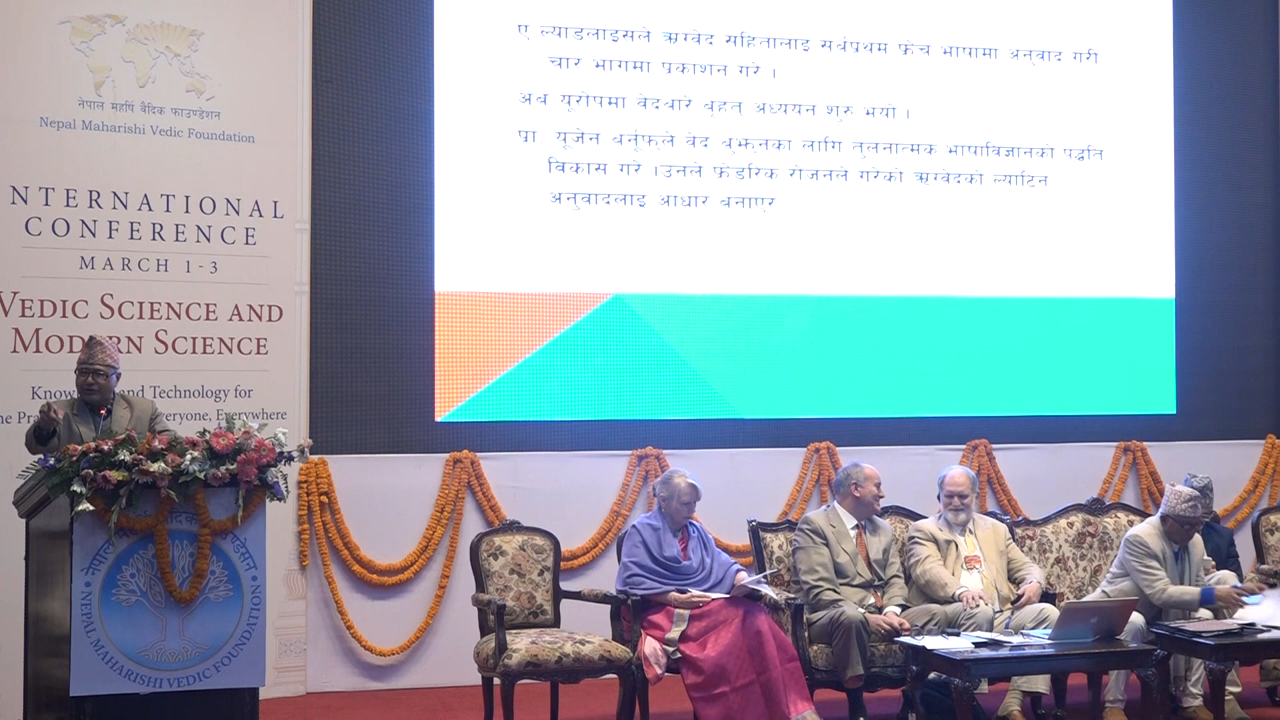 नेपाल महर्षि वैदिक फाउण्डेशन
Nepal Maharishi Vedic Foundation
INTERNATIONAL
CONFERENCE
MARCH 1-3
VEDIC SCIENCE AND
MODERN SCIENCE
and Technology for
Everyone, Everywhere
ए ल्याडलाइसले ऋग्वेद सहितालाइ सर्वप्रथम फ्रेंच भाषामा अनुवाद गरी
चार भागमा प्रकाशन गरे ।
अब यूरोपमा वेदबारे बृहत् अध्ययन शुरु भयो ।
प्रा यूजेन बर्नूफले वेद बुझ्नका लागि तुलनात्मक भाषाविज्ञानको पद्धति
विकास गरे ।उनले फ्रेडरिक रोजनले गरेको ऋग्वेदको ल्याटिन
अनुवादलाइ आधार बनाएर
NEPAL MAHARISHI VEDIC FOUNDATION